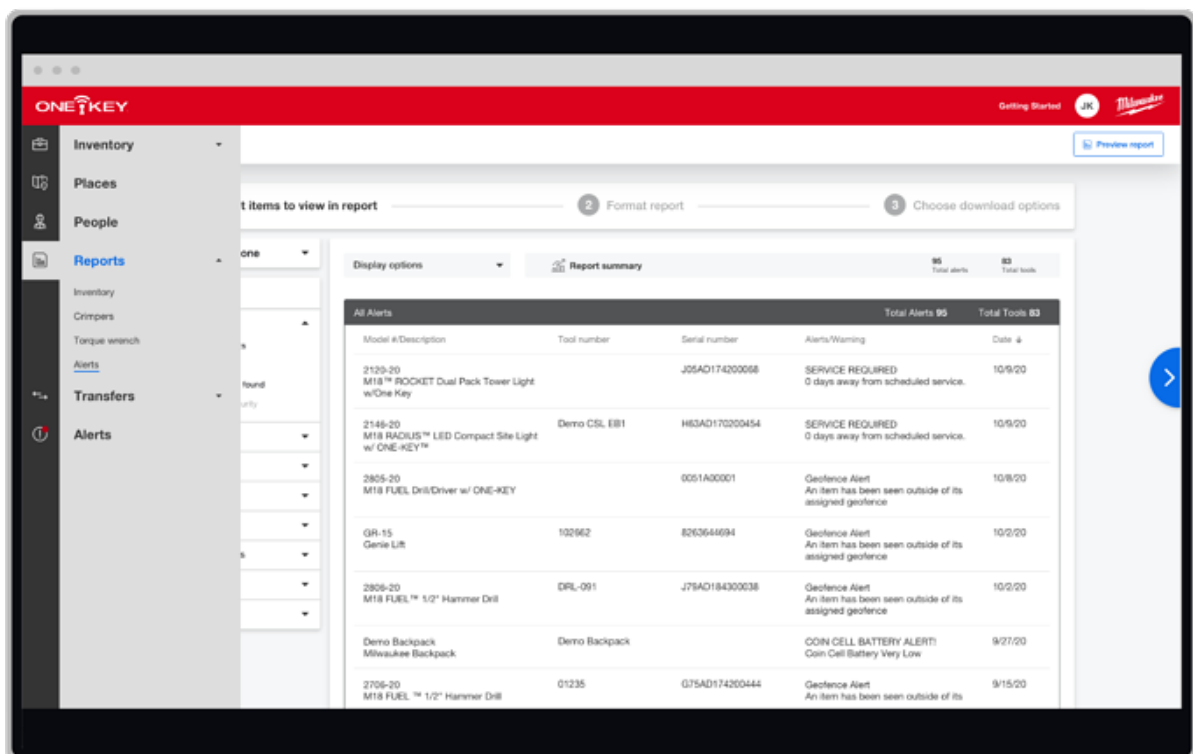 ONE KEY
Getting Started
JK
Milwaukee
Inventory
Places
People
Reports
Inventory
Crimpers
Torque wrench
Alerts
Transfers
Alerts
Preview report
t items to view in report
2 Format report
3 Choose download options
one
s
found
urity
s
Display options
Report summary
95
Total alerts
83
Total tools
All Alerts Total Alerts 95 Total Tools 83
Model #/Description Tool number Serial number Alerts/Warning Date
2120-20 J05AD174200068 SERVICE REQUIRED 10/9/20
M18™ ROCKET Dual Pack Tower Light 0 days away from scheduled service.
w/One Key
2146-20 Demo CSL EB1 H63AD170200454 SERVICE REQUIRED 10/9/20
M18 RADIUS™ LED Compact Site Light 0 days away from scheduled service.
w/ ONE-KEY™
2805-20 0051A00001 Geofence Alert 10/8/20
M18 FUEL Drill/Driver w/ ONE-KEY An item has been seen outside of its
assigned geofence
GR-15 102662 8263644694 Geofence Alert 10/2/20
Genie Lift An item has been seen outside of its
assigned geofence
2806-20 DRL-091 J79AD184300038 Geofence Alert 10/2/20
M18 FUEL™ 1/2" Hammer Drill An item has been seen outside of its
assigned geofence
Demo Backpack Demo Backpack COIN CELL BATTERY ALERT! 9/27/20
Milwaukee Backpack Coin Cell Battery Very Low
2706-20 01235 G75AD174200444 Geofence Alert 9/15/20
M18 FUEL ™ 1/2" Hammer Drill An item has been seen outside of its